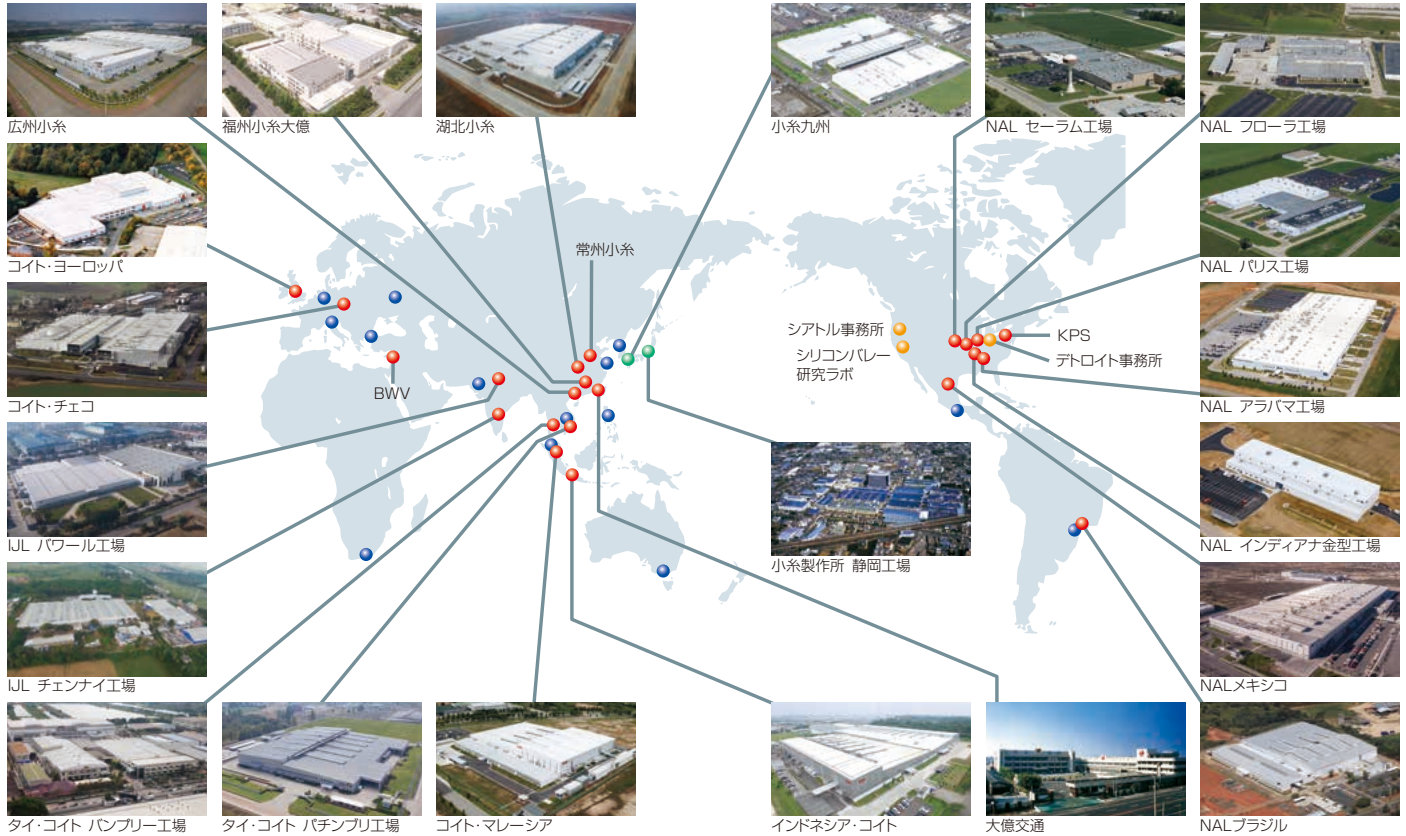 広州小糸
福州小糸大億
湖北小糸
小糸九州
NAL セーラム工場
NAL フローラ工場
コイト・ヨーロッパ
常州小糸
NAL パリス工場
シアトル事務所
シリコンバレー
研究ラボ
KPS
デトロイト事務所
コイト・チェコ
BWV
NAL アラバマ工場
IJL バワール工場
小糸製作所 静岡工場
NAL インディアナ金型工場
IJL チェンナイ工場
NALメキシコ
タイ・コイト バンプリー工場
タイ・コイト パチンブリ工場
コイト・マレーシア
インドネシア・コイト
大億交通
NALブラジル